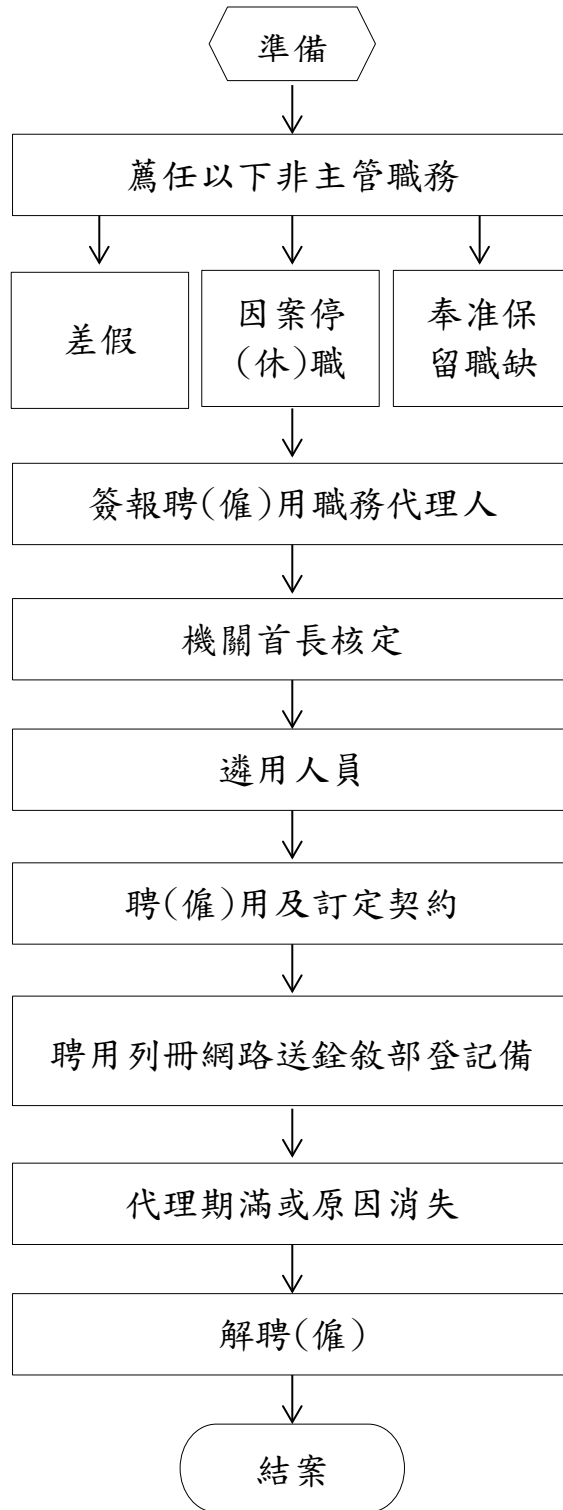 準備
薦任以下非主管職務
差假
因案停
(休)職
奉准保
留職缺
簽報聘(僱)用職務代理人
機關首長核定
遴用人員
聘(僱)用及訂定契約
聘用列冊網路送銓敘部登記備
代理期滿或原因消失
解聘(僱)
結案